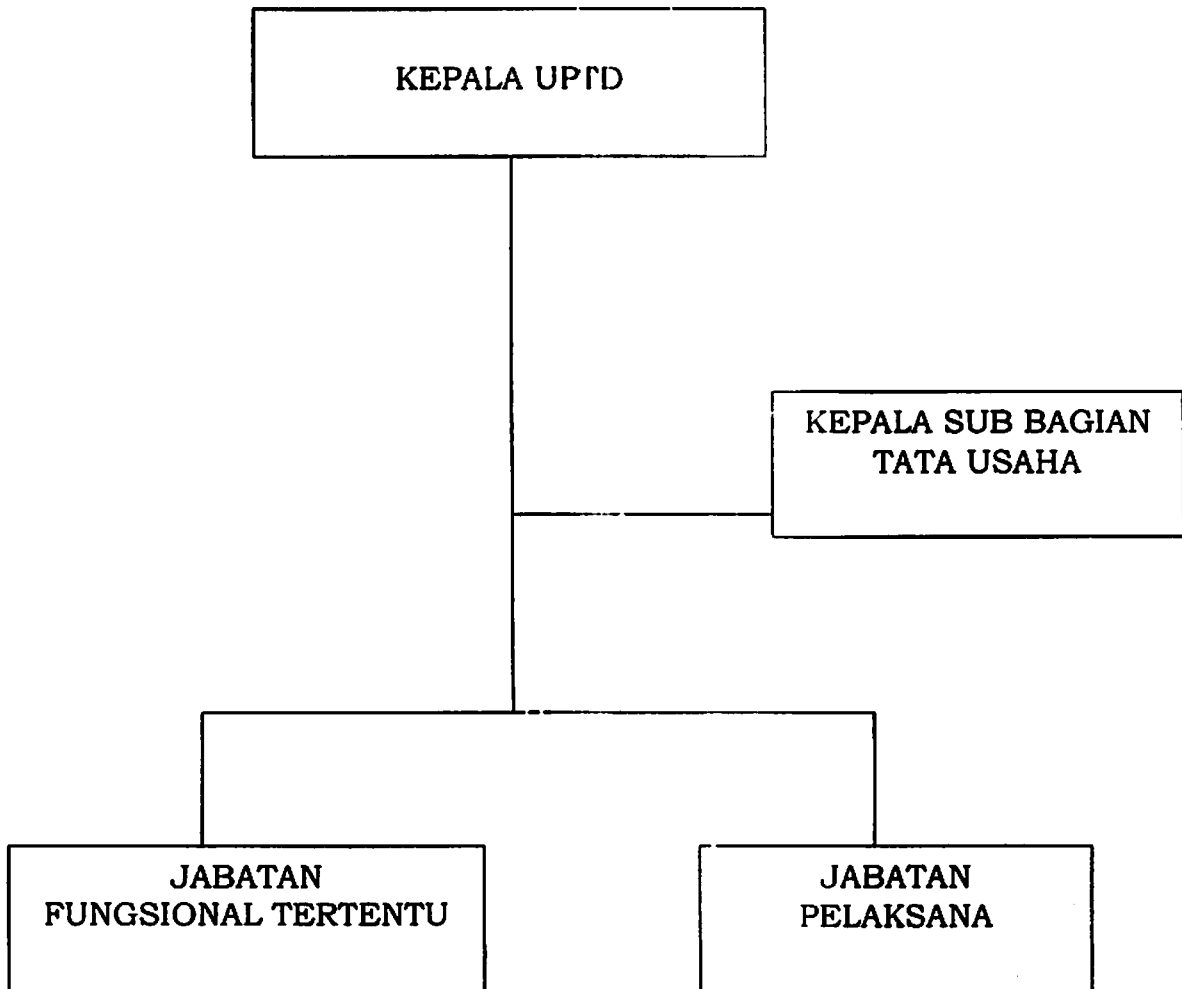 KEPALA UPTD
KEPALA SUB BAGIAN
TATA USAHA
JABATAN
FUNGSIONAL TERTENTU
JABATAN
PELAKSANA